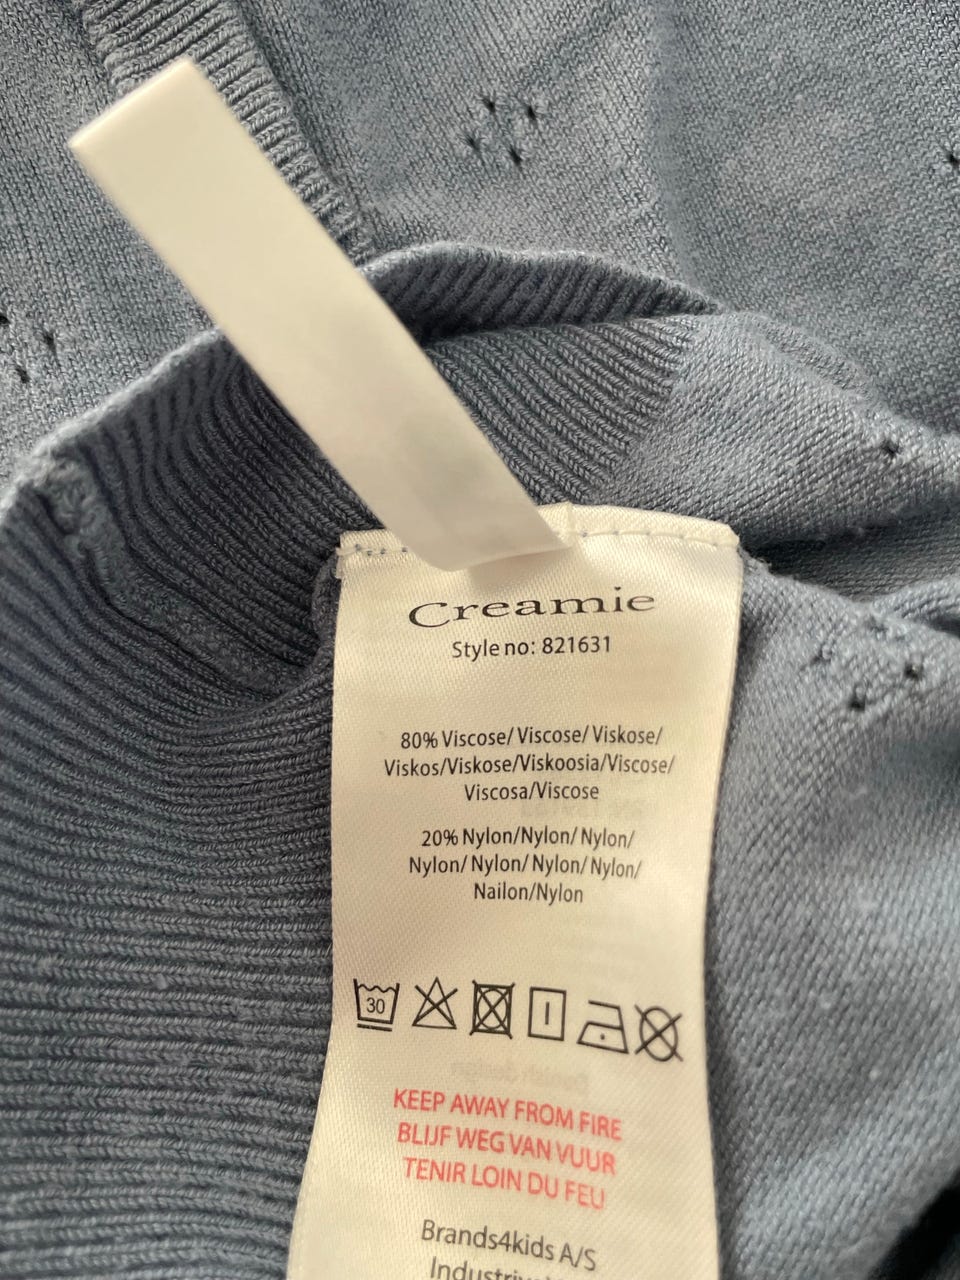 Creamie
Style no: 821631
80% Viscose/ Viscose/ Viskose/
Viskos/Viskose/Viskoosia/Viscose/
Viscosa/Viscose
20% Nylon/Nylon/ Nylon/
Nylon/ Nylon/ Nylon/ Nylon/
Nailon/Nylon
30
KEEP AWAY FROM FIRE
BLIJF WEG VAN VUUR
TENIR LOIN DU FEU
Brands4kids A/S